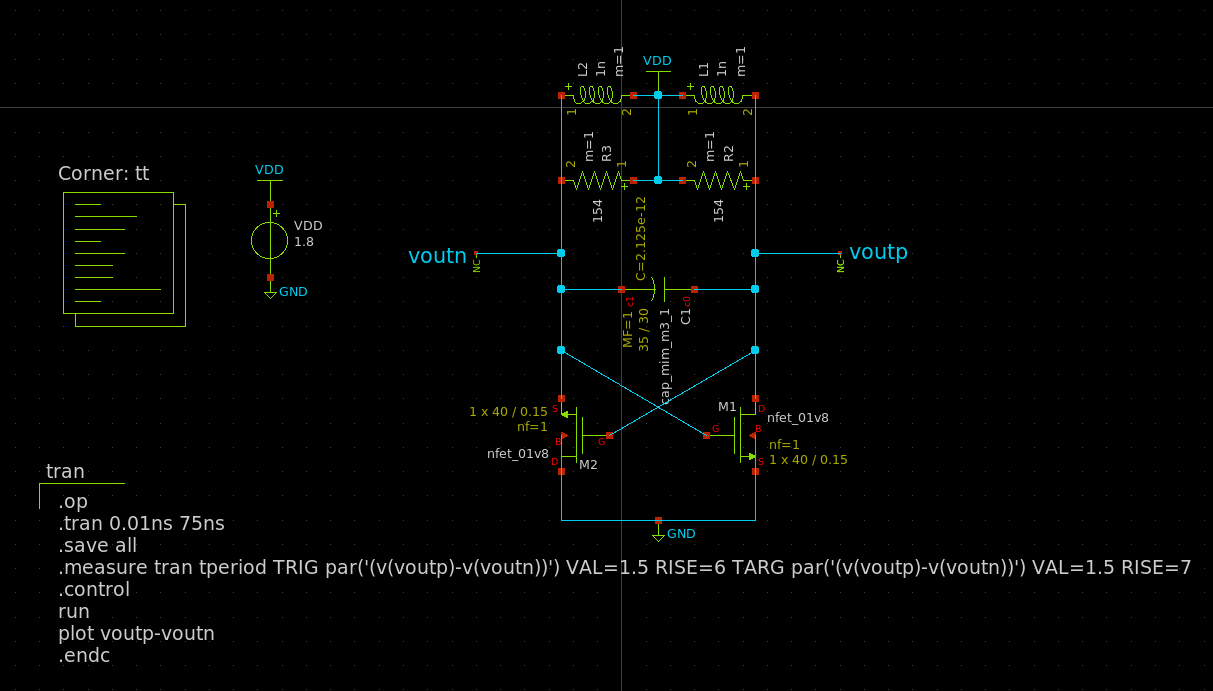 VDD
L2
1n
m=1
L1
1n
m=1
+
+
1
2
1
2
m=1
R3
m=1
R2
2
1
2
1
+
+
154
154
Corner: tt
VDD
+
VDD
1.8
GND
voutn
NC
voutp
NC
C=2.125e-12
c1
c0
MF=1
35 / 30
cap_mim_m3_1
C1
1 x 40 / 0.15
nf=1
nfet_01v8
M2
S
B
D
G
M1
nfet_01v8
nf=1
1 x 40 / 0.15
D
G
B
S
GND
tran
.op
.tran 0.01ns 75ns
.save all
.measure tran tperiod TRIG par('(v(voutp)-v(voutn))') VAL=1.5 RISE=6 TARG par('(v(voutp)-v(voutn))') VAL=1.5 RISE=7
.control
run
plot voutp-voutn
.endc